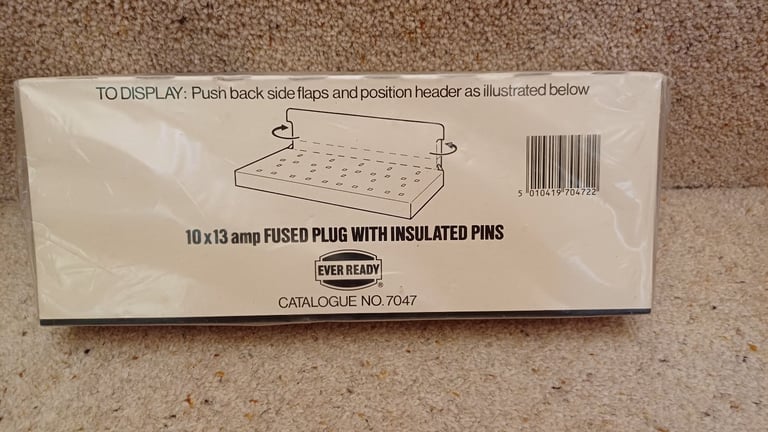 TO DISPLAY: Push back side flaps and position header as illustrated below
5 010419 704722
10 x 13 amp FUSED PLUG WITH INSULATED PINS
EVER READY
®
CATALOGUE NO. 7047